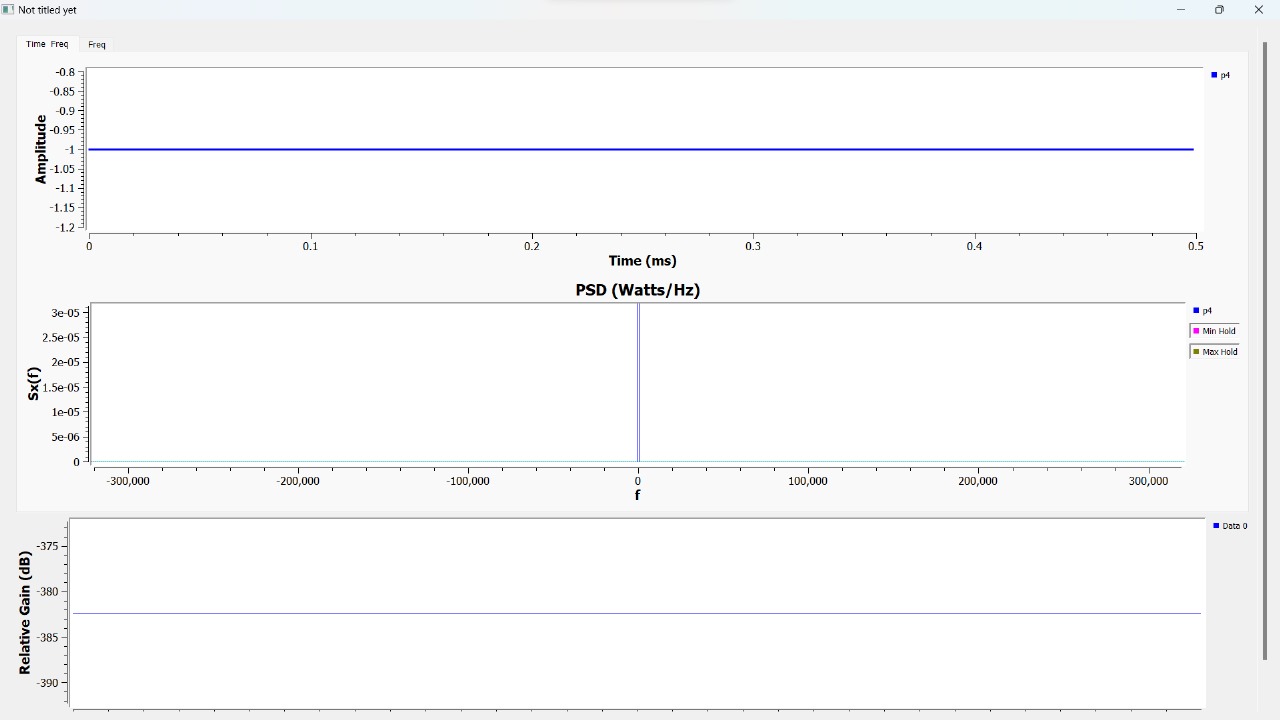 Not titled yet
Time Freq
Freq
-0.8
-0.85
-0.9
-0.95
-1
-1.05
-1.1
-1.15
-1.2
Amplitude
p4
0 0.1 0.2 0.3 0.4 0.5
Time (ms)
PSD (Watts/Hz)
3e-05
2.5e-05
2e-05
1.5e-05
1e-05
5e-06
0
Sx(f)
p4
Min Hold
Max Hold
-300,000 -200,000 -100,000 0 100,000 200,000 300,000
f
-375
-380
-385
-390
Relative Gain (dB)
Data 0